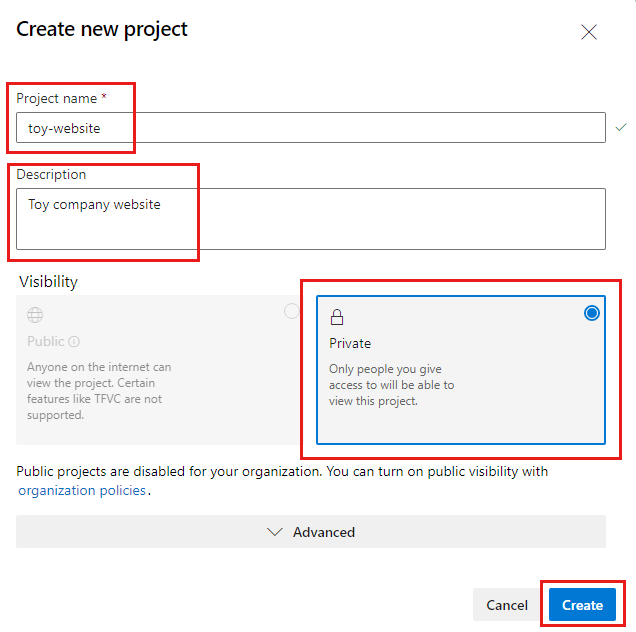 Create new project
Project name *
toy-website
Description
Toy company website
Visibility
Public
Anyone on the internet can
view the project. Certain
features like TFVC are not
supported.
Private
Only people you give
access to will be able to
view this project.
Public projects are disabled for your organization. You can turn on public visibility with
organization policies.
Advanced
Cancel
Create